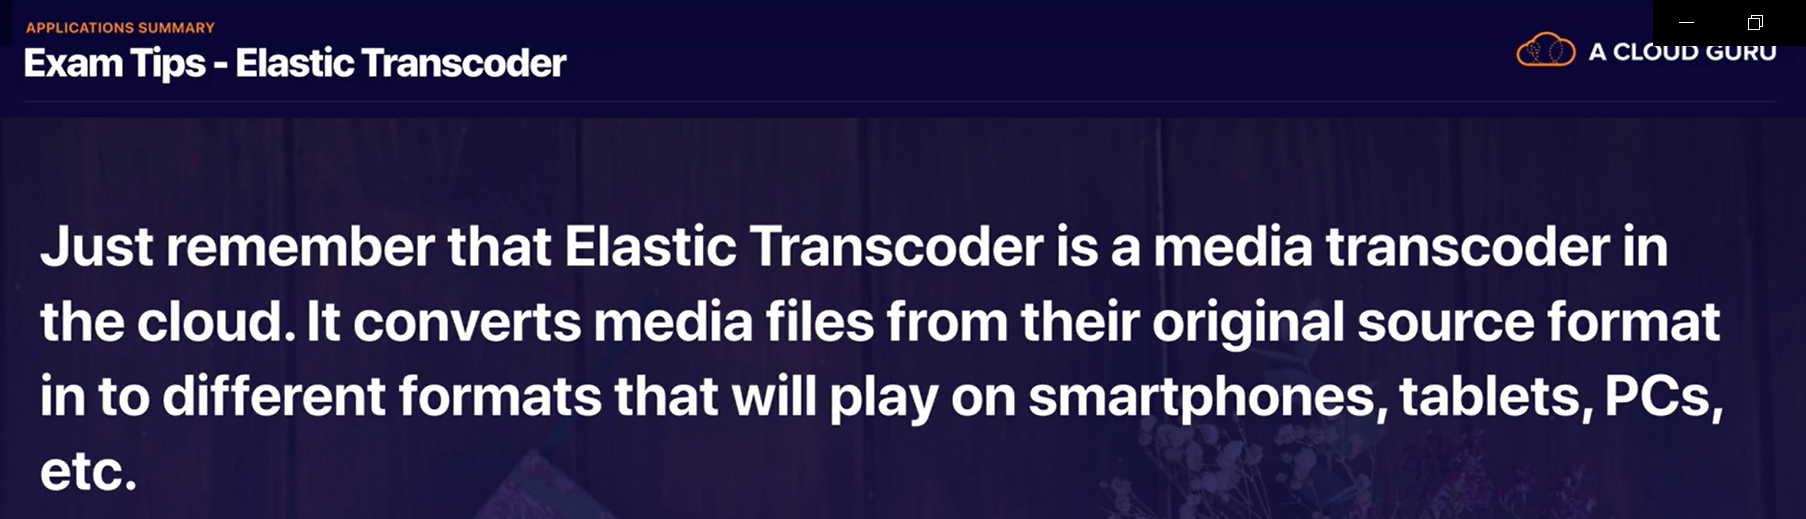 APPLICATIONS SUMMARY
Exam Tips - Elastic Transcoder
A CLOUD GURU
Just remember that Elastic Transcoder is a media transcoder in
the cloud. It converts media files from their original source format
in to different formats that will play on smartphones, tablets, PCs,
etc.